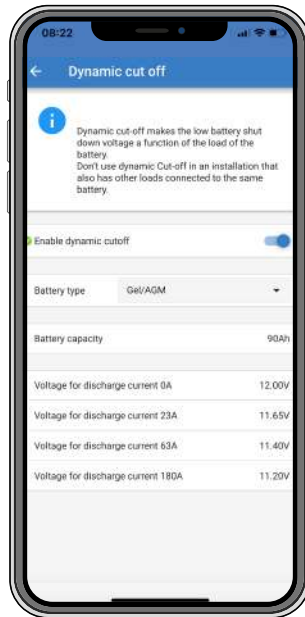 08:22
Dynamic cut off
Dynamic cut-off makes the low battery shut
down voltage a function of the load of the
battery.
Don't use dynamic Cut-off in an installation that
also has other loads connected to the same
battery.
Enable dynamic cutoff
Battery type Gel/AGM
Battery capacity 90Ah
Voltage for discharge current 0A 12.00V
Voltage for discharge current 23A 11.65V
Voltage for discharge current 63A 11.40V
Voltage for discharge current 180A 11.20V